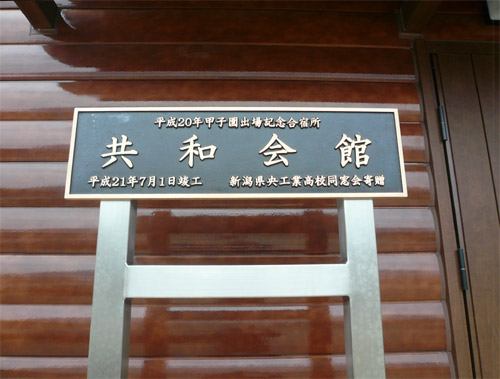 平成20年甲子園出場記念合宿所
共和会館
平成21年7月1日竣工 新潟県央工業高校同窓会寄贈